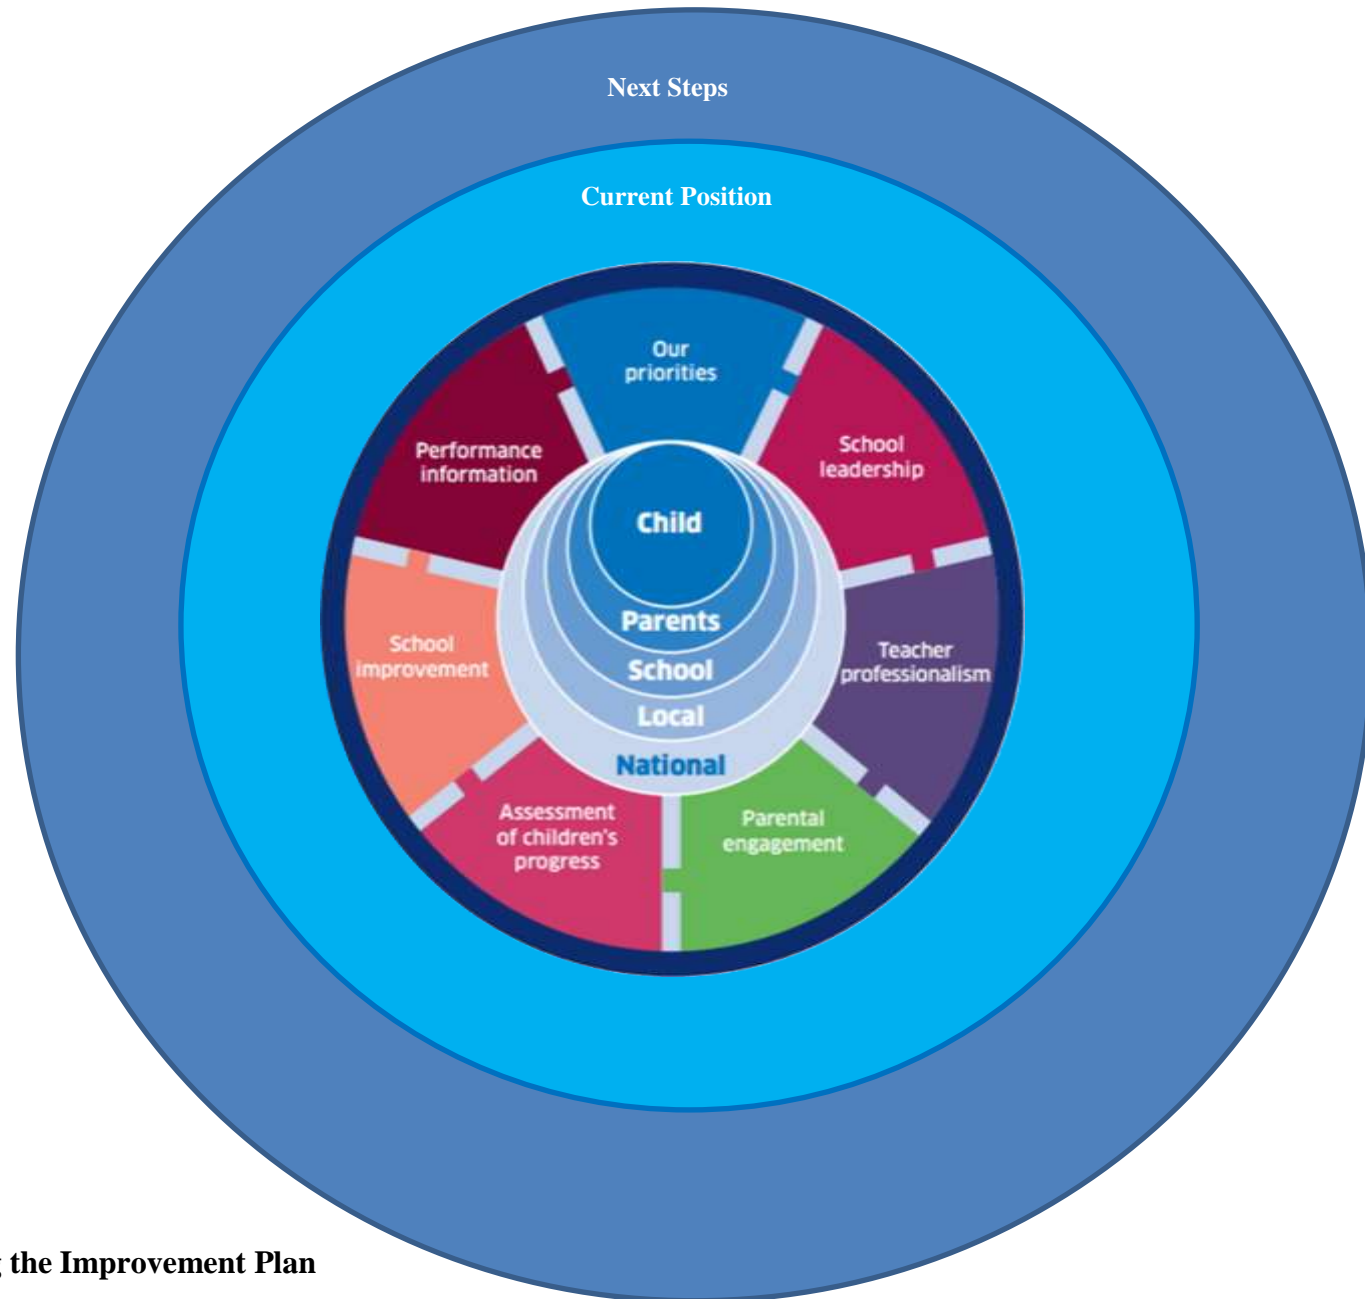 Next Steps
Current Position
Our
priorities
School
leadership
Teacher
professionalism
Parental
engagement
Assessment
of children's
progress
School
improvement
Performance
information
Child
Parents
School
Local
National
the Improvement Plan